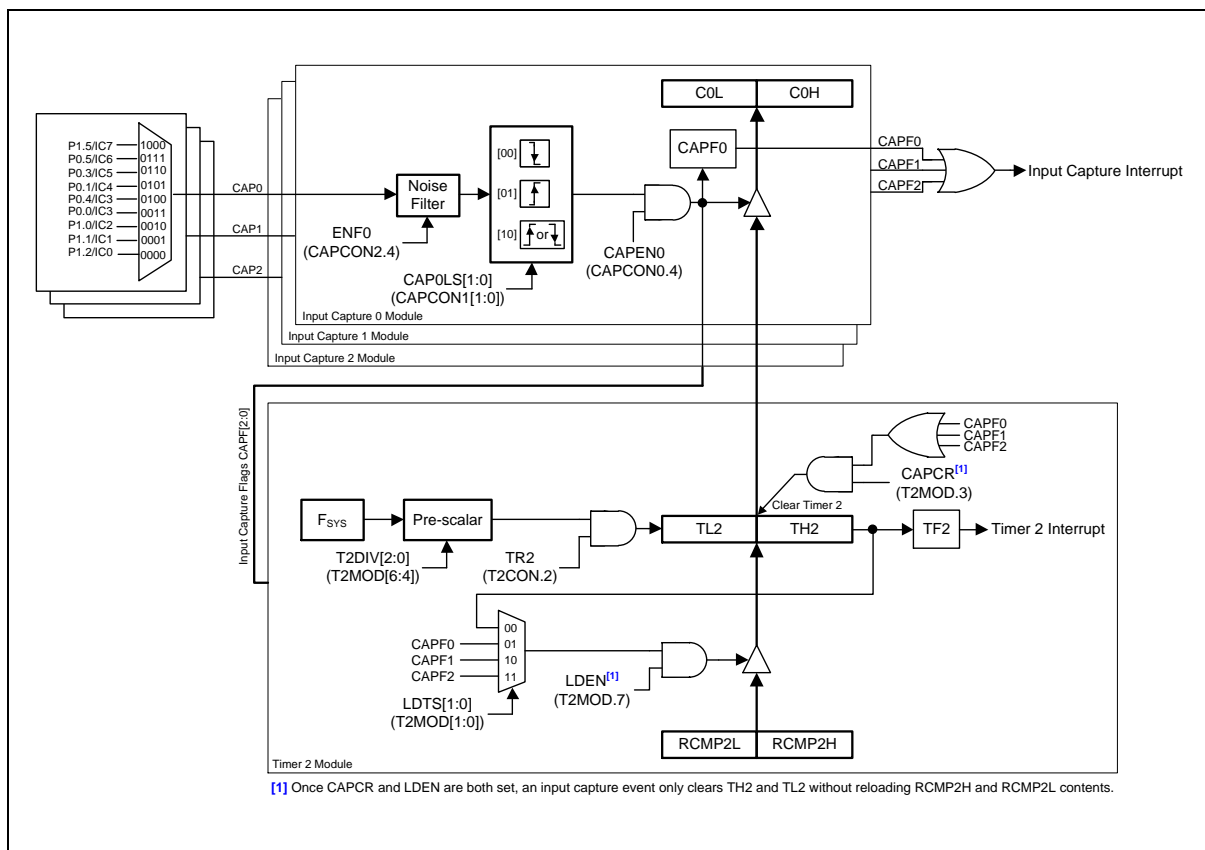 C0L C0H
P1.5/IC7 1000
P0.5/IC6 0111
P0.3/IC5 0110
P0.1/IC4 0101
P0.4/IC3 0100
P0.0/IC3 0011
P1.0/IC2 0010
P1.1/IC1 0001
P1.2/IC0 0000
CAP0
CAP1
CAP2
Noise
Filter
ENF0
(CAPCON2.4)
[00]
[01]
[10] or
CAP0LS[1:0]
(CAPCON1[1:0])
CAPEN0
(CAPCON0.4)
CAPF0
CAPF0
CAPF1
CAPF2
Input Capture Interrupt
Input Capture 0 Module
Input Capture 1 Module
Input Capture 2 Module
Input Capture Flags CAPF[2:0]
CAPF0
CAPF1
CAPF2
CAPCR[1]
(T2MOD.3)
Clear Timer 2
FSYS
Pre-scalar
T2DIV[2:0]
(T2MOD[6:4])
TR2
(T2CON.2)
TL2 TH2
TF2
Timer 2 Interrupt
00
CAPF0 01
CAPF1 10
CAPF2 11
LDTS[1:0]
(T2MOD[1:0])
LDEN[1]
(T2MOD.7)
RCMP2L RCMP2H
Timer 2 Module
[1] Once CAPCR and LDEN are both set, an input capture event only clears TH2 and TL2 without reloading RCMP2H and RCMP2L contents.